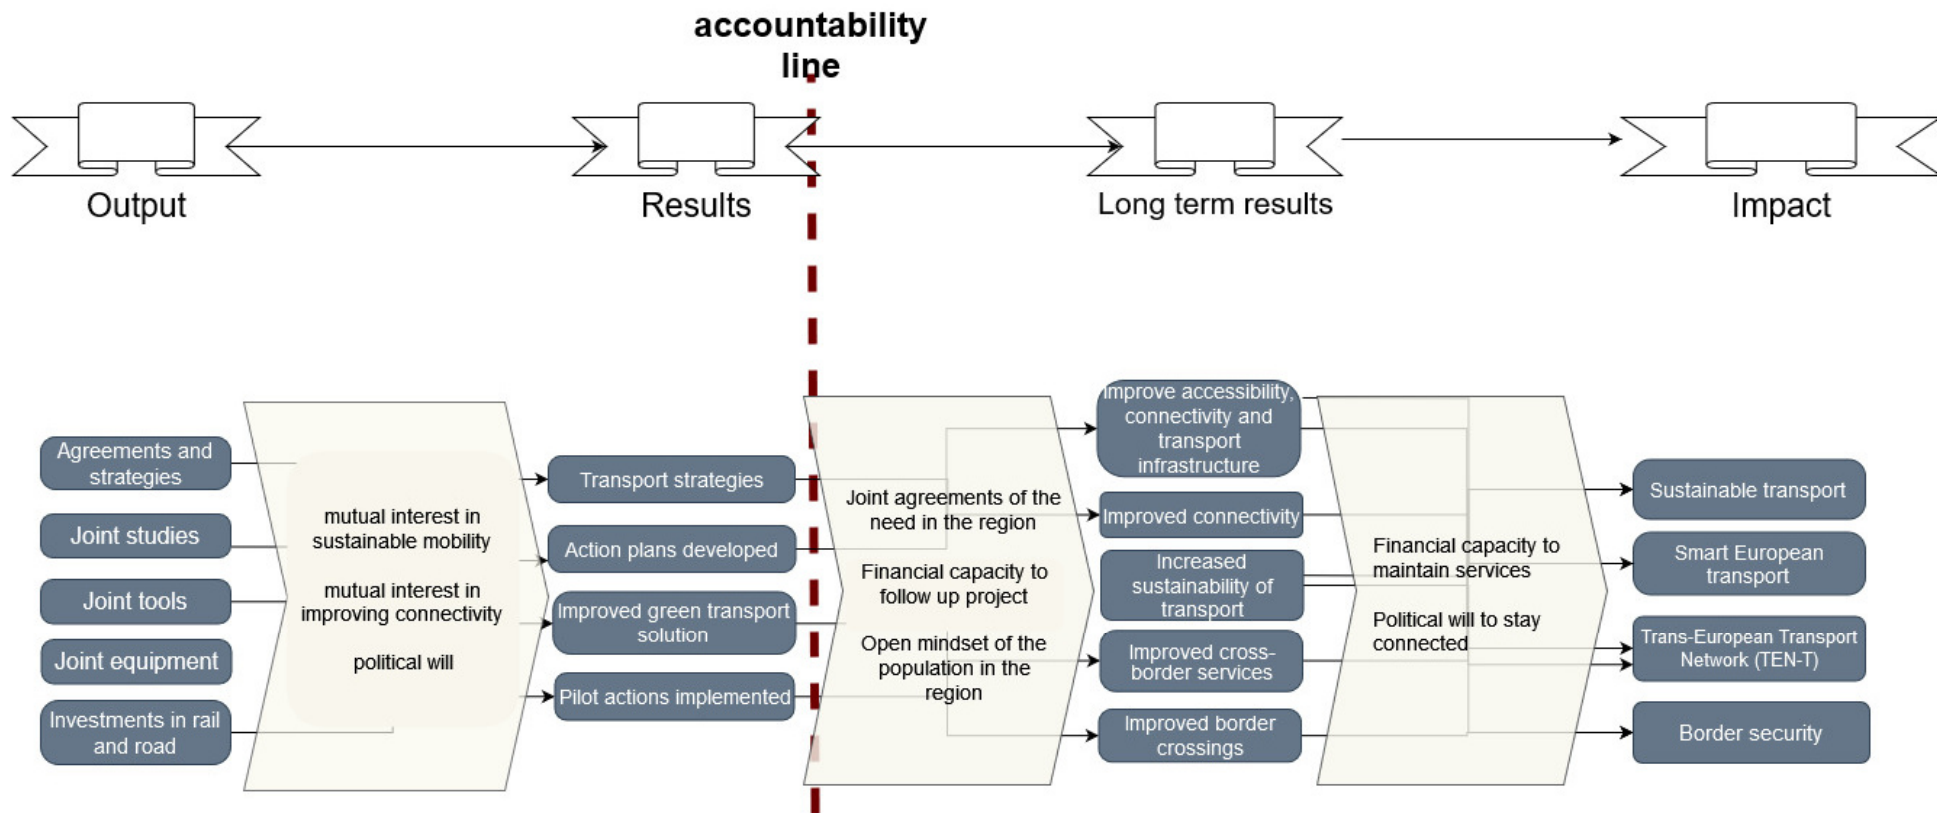 accountability
line
Output
Results
Long term results
Impact
Agreements and
strategies
Joint studies
Joint tools
Joint equipment
Investments in rail
and road
mutual interest in
sustainable mobility
mutual interest in
improving connectivity
political will
Transport strategies
Action plans developed
Improved green transport
solution
Pilot actions implemented
Joint agreements of the
need in the region
Financial capacity to
follow up project
Open mindset of the
population in the
region
Improve accessibility,
connectivity and
transport
infrastructure
Improved connectivity
Increased
sustainability of
transport
Improved cross-
border services
Improved border
crossings
Financial capacity to
maintain services
Political will to stay
connected
Sustainable transport
Smart European
transport
Trans-European Transport
Network (TEN-T)
Border security